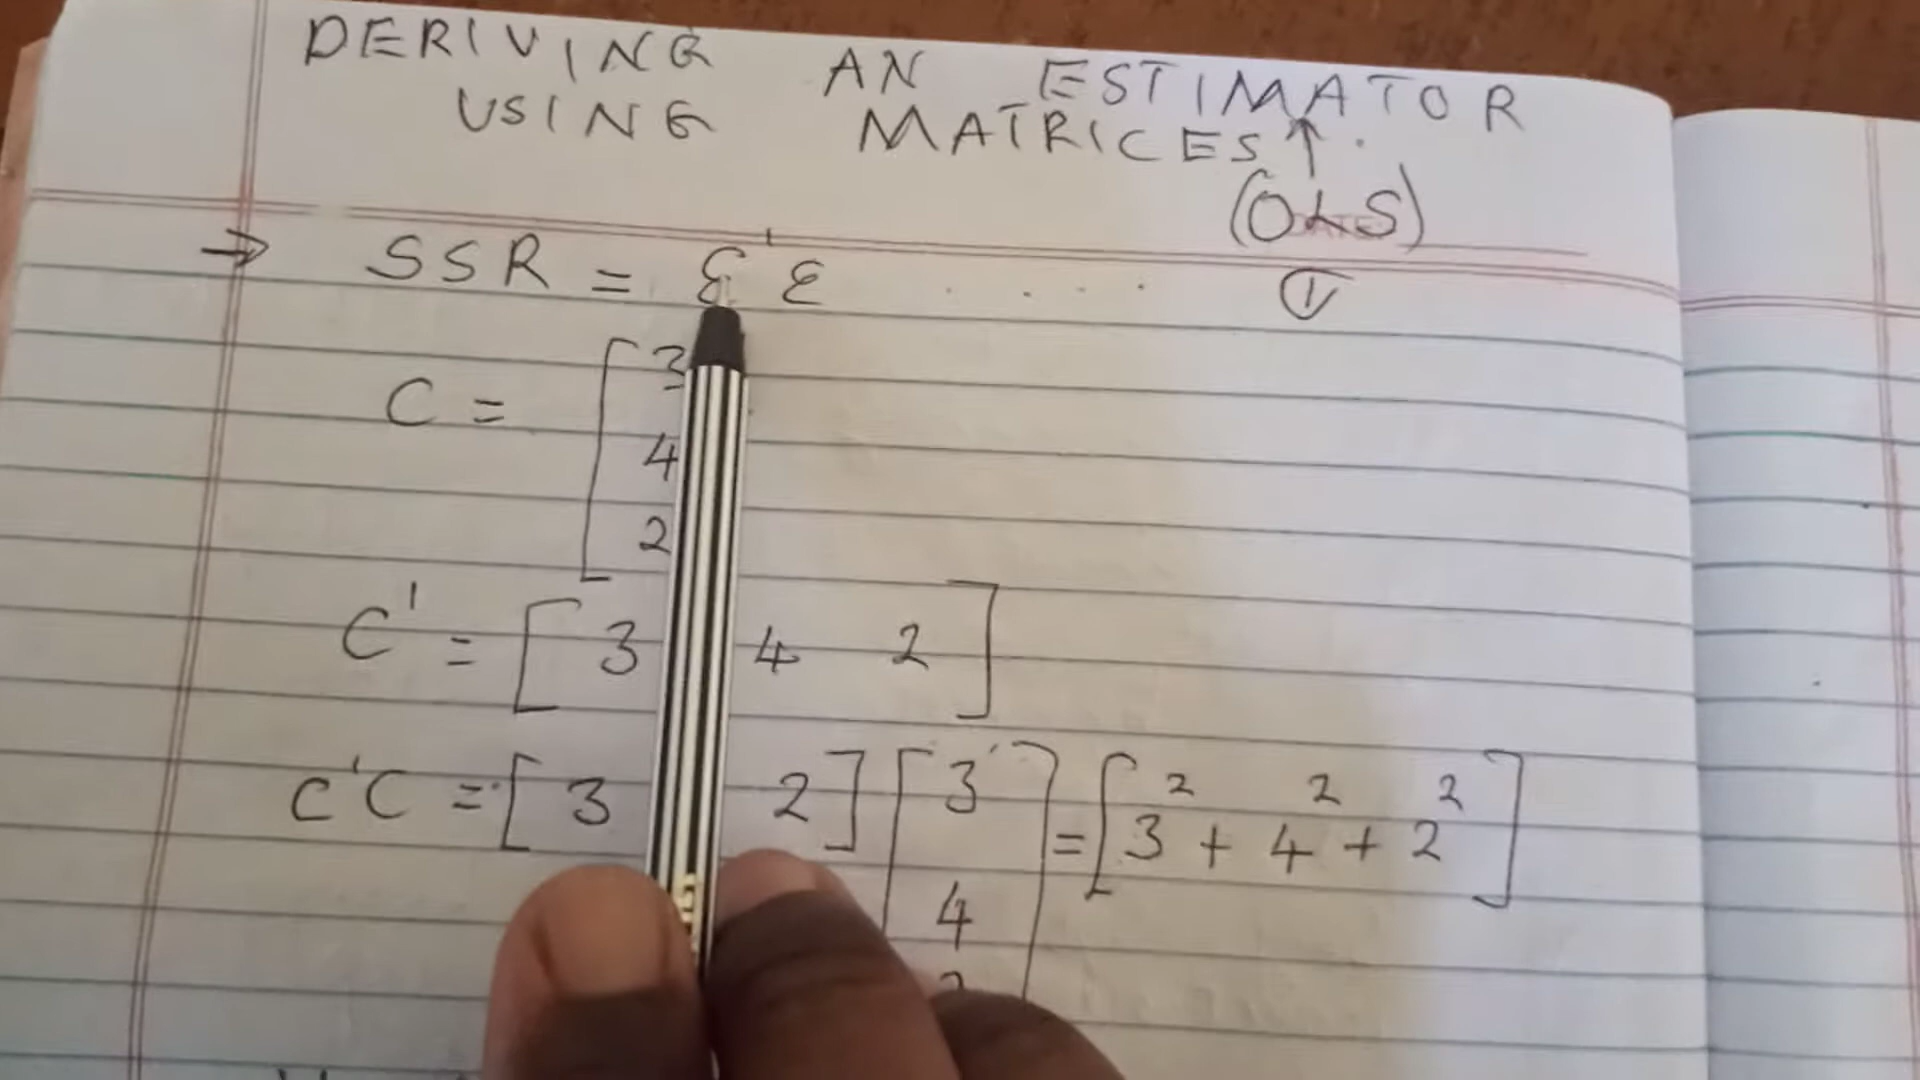 DERIVING AN ESTIMATOR
USING MATRICES ↑.
(OLS)
→ SSR = ε'ε .... ①
C = [3
4
2
C' = [3 4 2]
C'C = [3 2] [3
4
] = [3² + 4² + 2²]